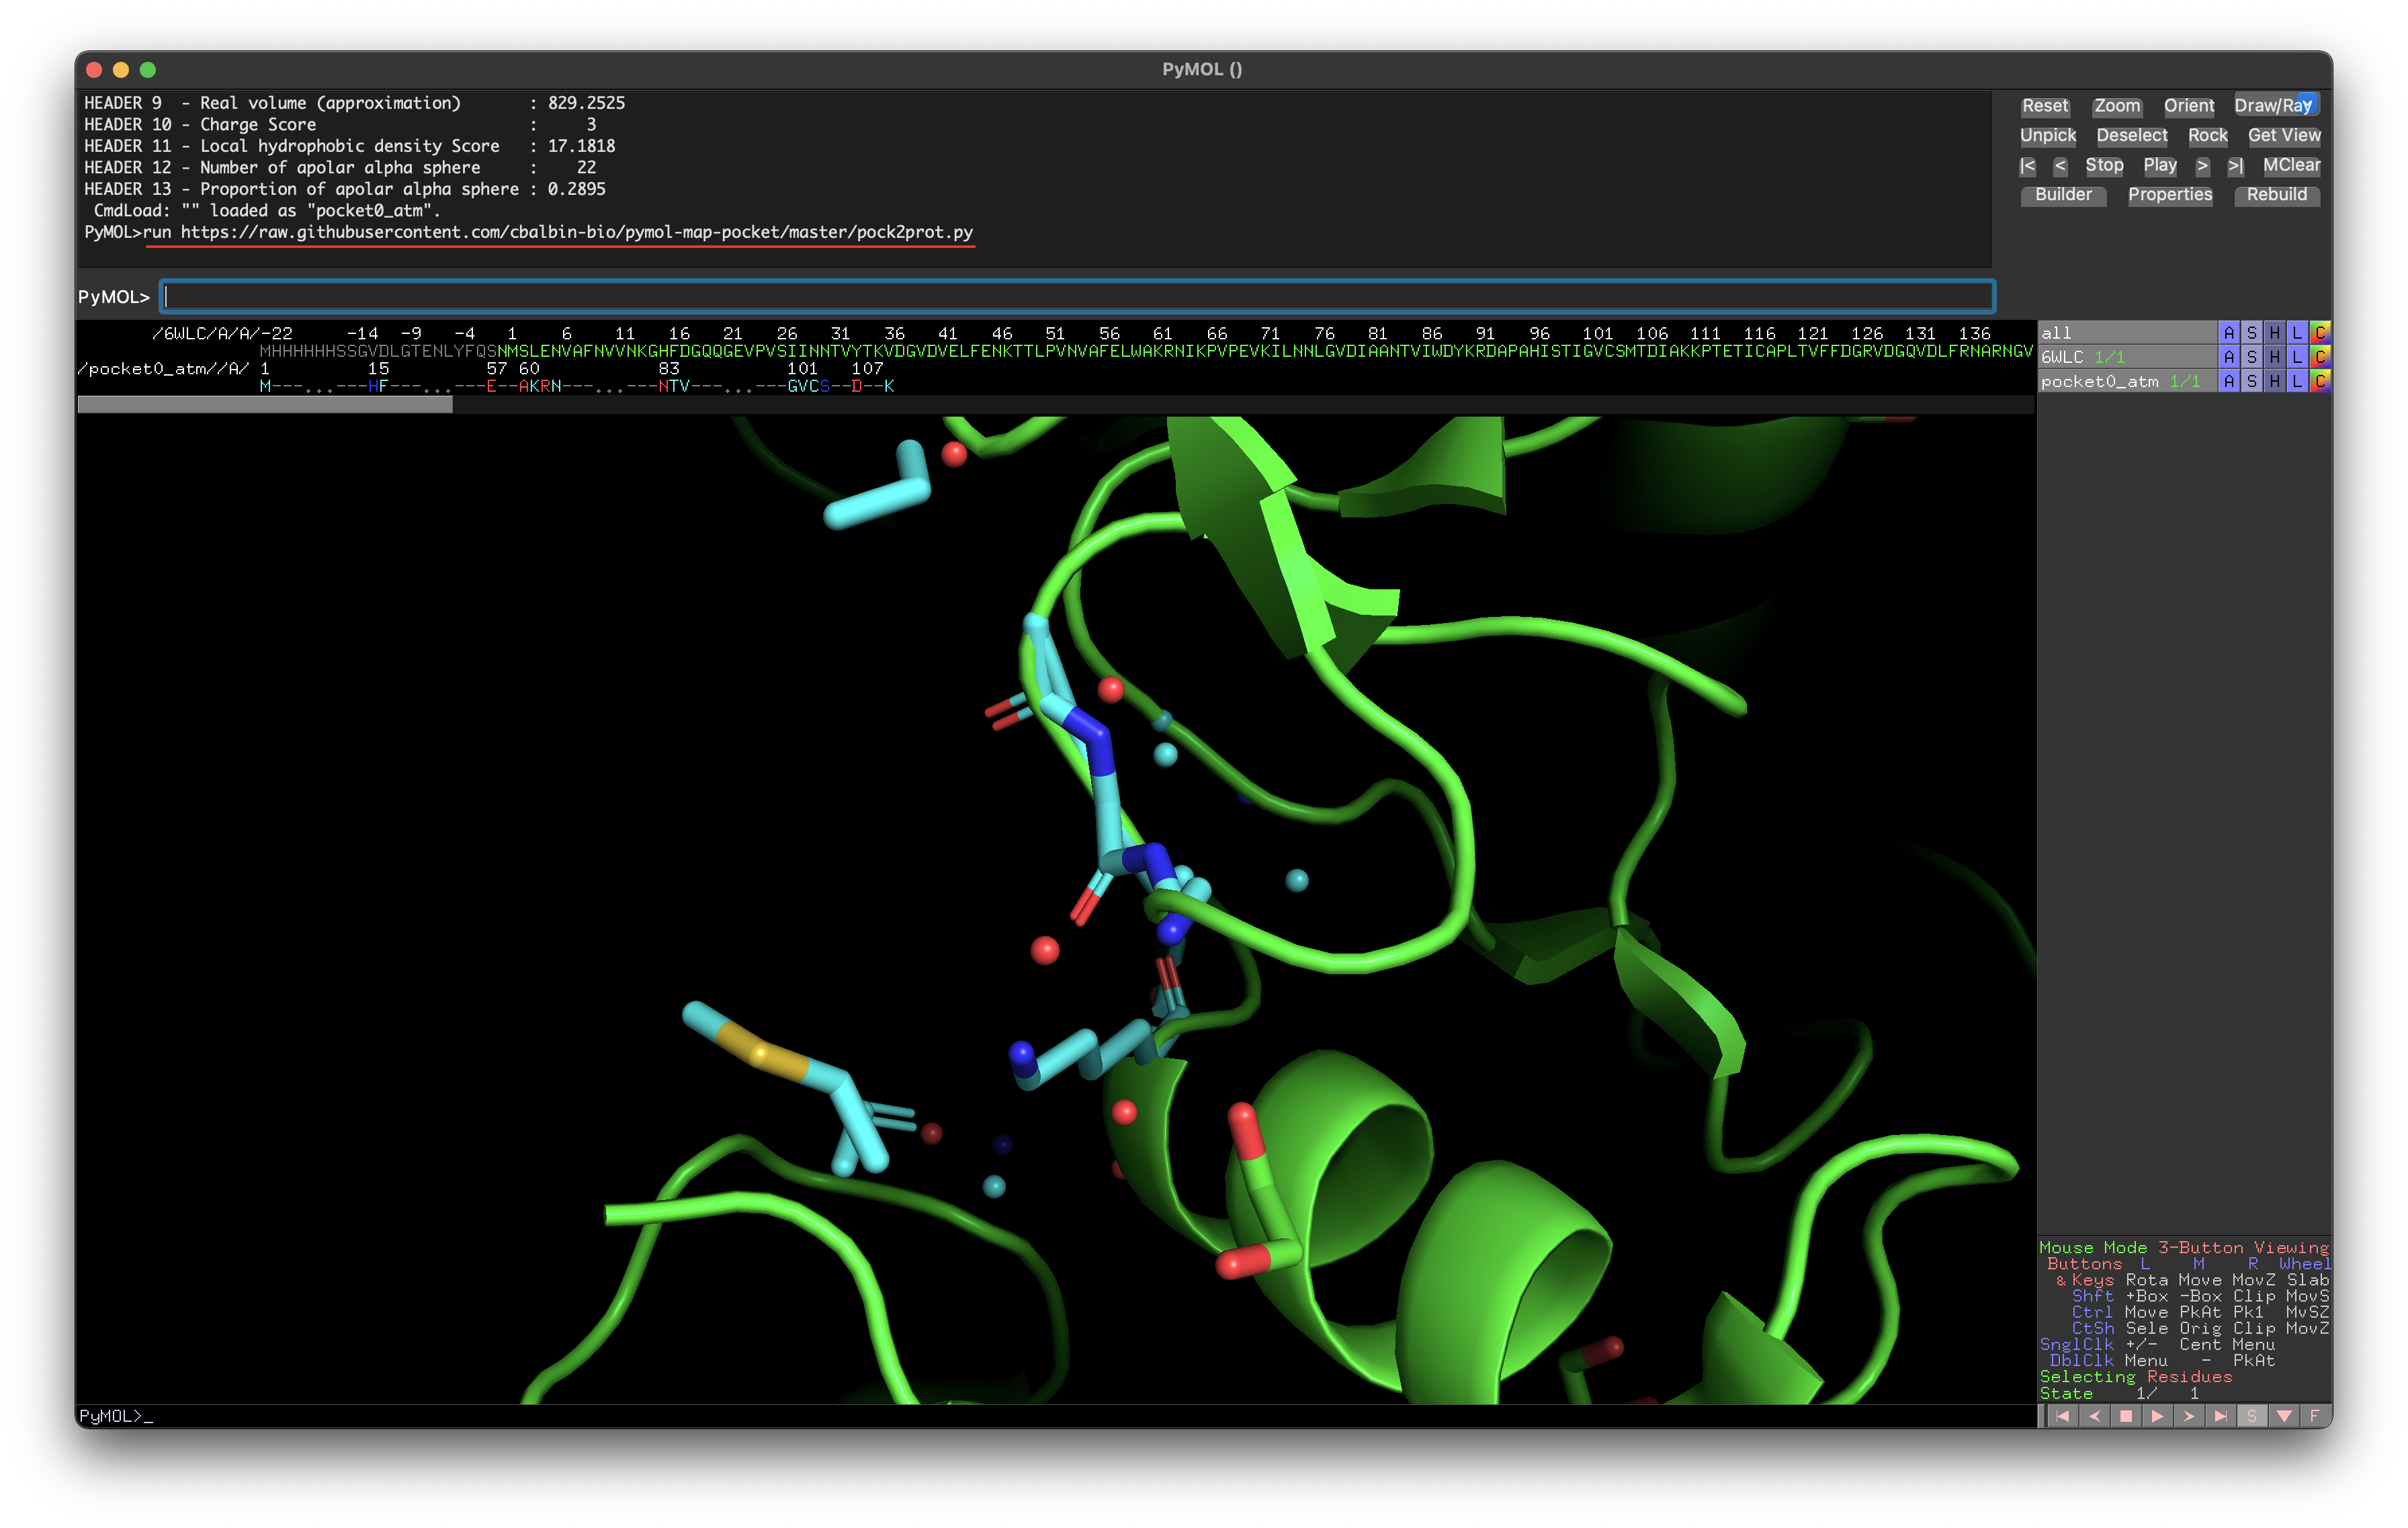 PyMOL ()
HEADER 9  - Real volume (approximation)       : 829.2525
HEADER 10 - Charge Score                      :     3
HEADER 11 - Local hydrophobic density Score   : 17.1818
HEADER 12 - Number of apolar alpha sphere     :    22
HEADER 13 - Proportion of apolar alpha sphere : 0.2895
CmdLoad: "" loaded as "pocket0_atm".
PyMOL>run https://raw.githubusercontent.com/cbalbin-bio/pymol-map-pocket/master/pock2prot.py
Reset Zoom Orient Draw/Ray
Unpick Deselect Rock Get View
|< < Stop Play > >| MClear
Builder Properties Rebuild
PyMOL>
/6WLC/A/A/-22 -14 -9 -4 1 6 11 16 21 26 31 36 41 46 51 56 61 66 71 76 81 86 91 96 101 106 111 116 121 126 131 136
MHHHHHHSSGVDLGTENLYFQSNMSLENVAFNVVNKGHFDGQQGEVPVSIINNTVYTKVDGVDVELFENKTTLPVNVAFELWAKRNIKPVPEVKILNNLGVDIAANTVIWDYKRDAPAHISTIGVCSMTDIAKKPTETICAPLTVFFDGRVDGQVDLFRNARNGV
/pocket0_atm//A/ 1 15 57 60 83 101 107
M---...---HF---...---E--AKRN---...---NTV---...---GVCS--D--K
all A S H L C
6WLC 1/1 A S H L C
pocket0_atm 1/1 A S H L C
Mouse Mode 3-Button Viewing
Buttons L M R Wheel
& Keys Rota Move MovZ Slab
Shft +Box -Box Clip MovS
Ctrl Move PkAt Pk1 MvSZ
CtSh Sele Orig Clip MovZ
SnglClk +/- Cent Menu
DblClk Menu - PkAt
Selecting Residues
State 1/ 1
PyMOL>_
S F